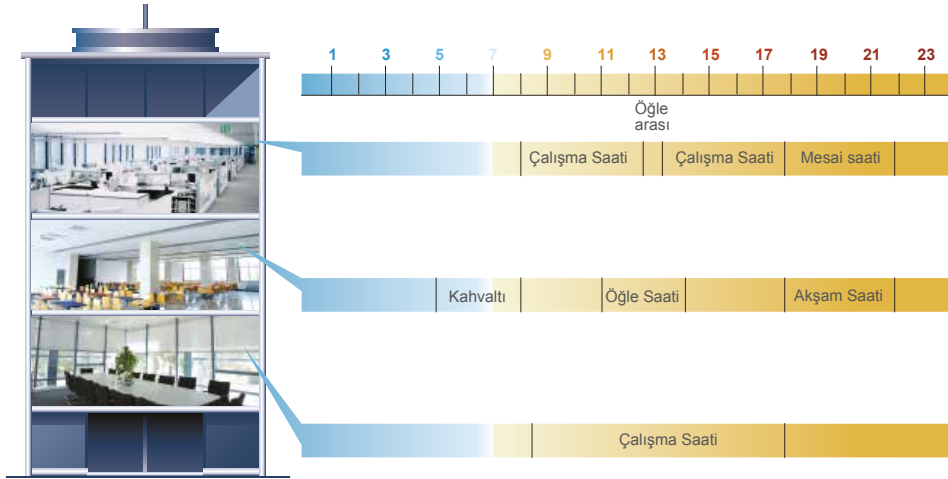 1 3 5 7 9 11 13 15 17 19 21 23
Öğle
arası
Çalışma Saati Çalışma Saati Mesai saati
Kahvaltı Öğle Saati Akşam Saati
Çalışma Saati